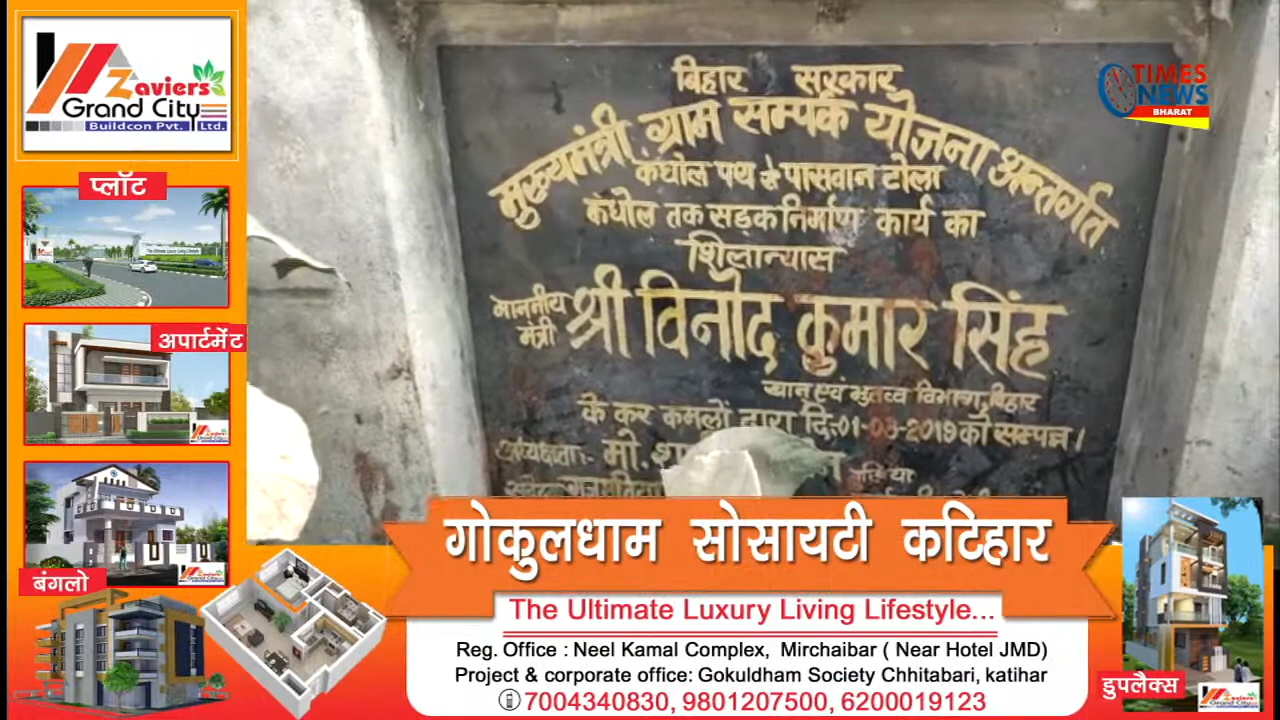 Zaviers
Grand City
Buildcon Pvt. Ltd.
प्लॉट
अपार्टमेंट
बंगलो
बिहार सरकार
मुख्यमंत्री ग्राम सम्पर्क योजना अन्तर्गत
कंधोल पथ से पासवान टोला
कंधोल तक सड़क निर्माण कार्य का
शिलान्यास
माननीय
मंत्री श्री विनोद कुमार सिंह
खान एवं भुतत्व विभाग, बिहार
के कर कमलों द्वारा दि:-01-03-2019 को सम्पन्न।
अध्यक्षता:- मो.
TIMES
NEWS
BHARAT
गोकुलधाम सोसायटी कटिहार
The Ultimate Luxury Living Lifestyle...
Reg. Office : Neel Kamal Complex, Mirchaibar ( Near Hotel JMD)
Project & corporate office: Gokuldham Society Chhitabari, katihar
7004340830, 9801207500, 6200019123
डुपलैक्स